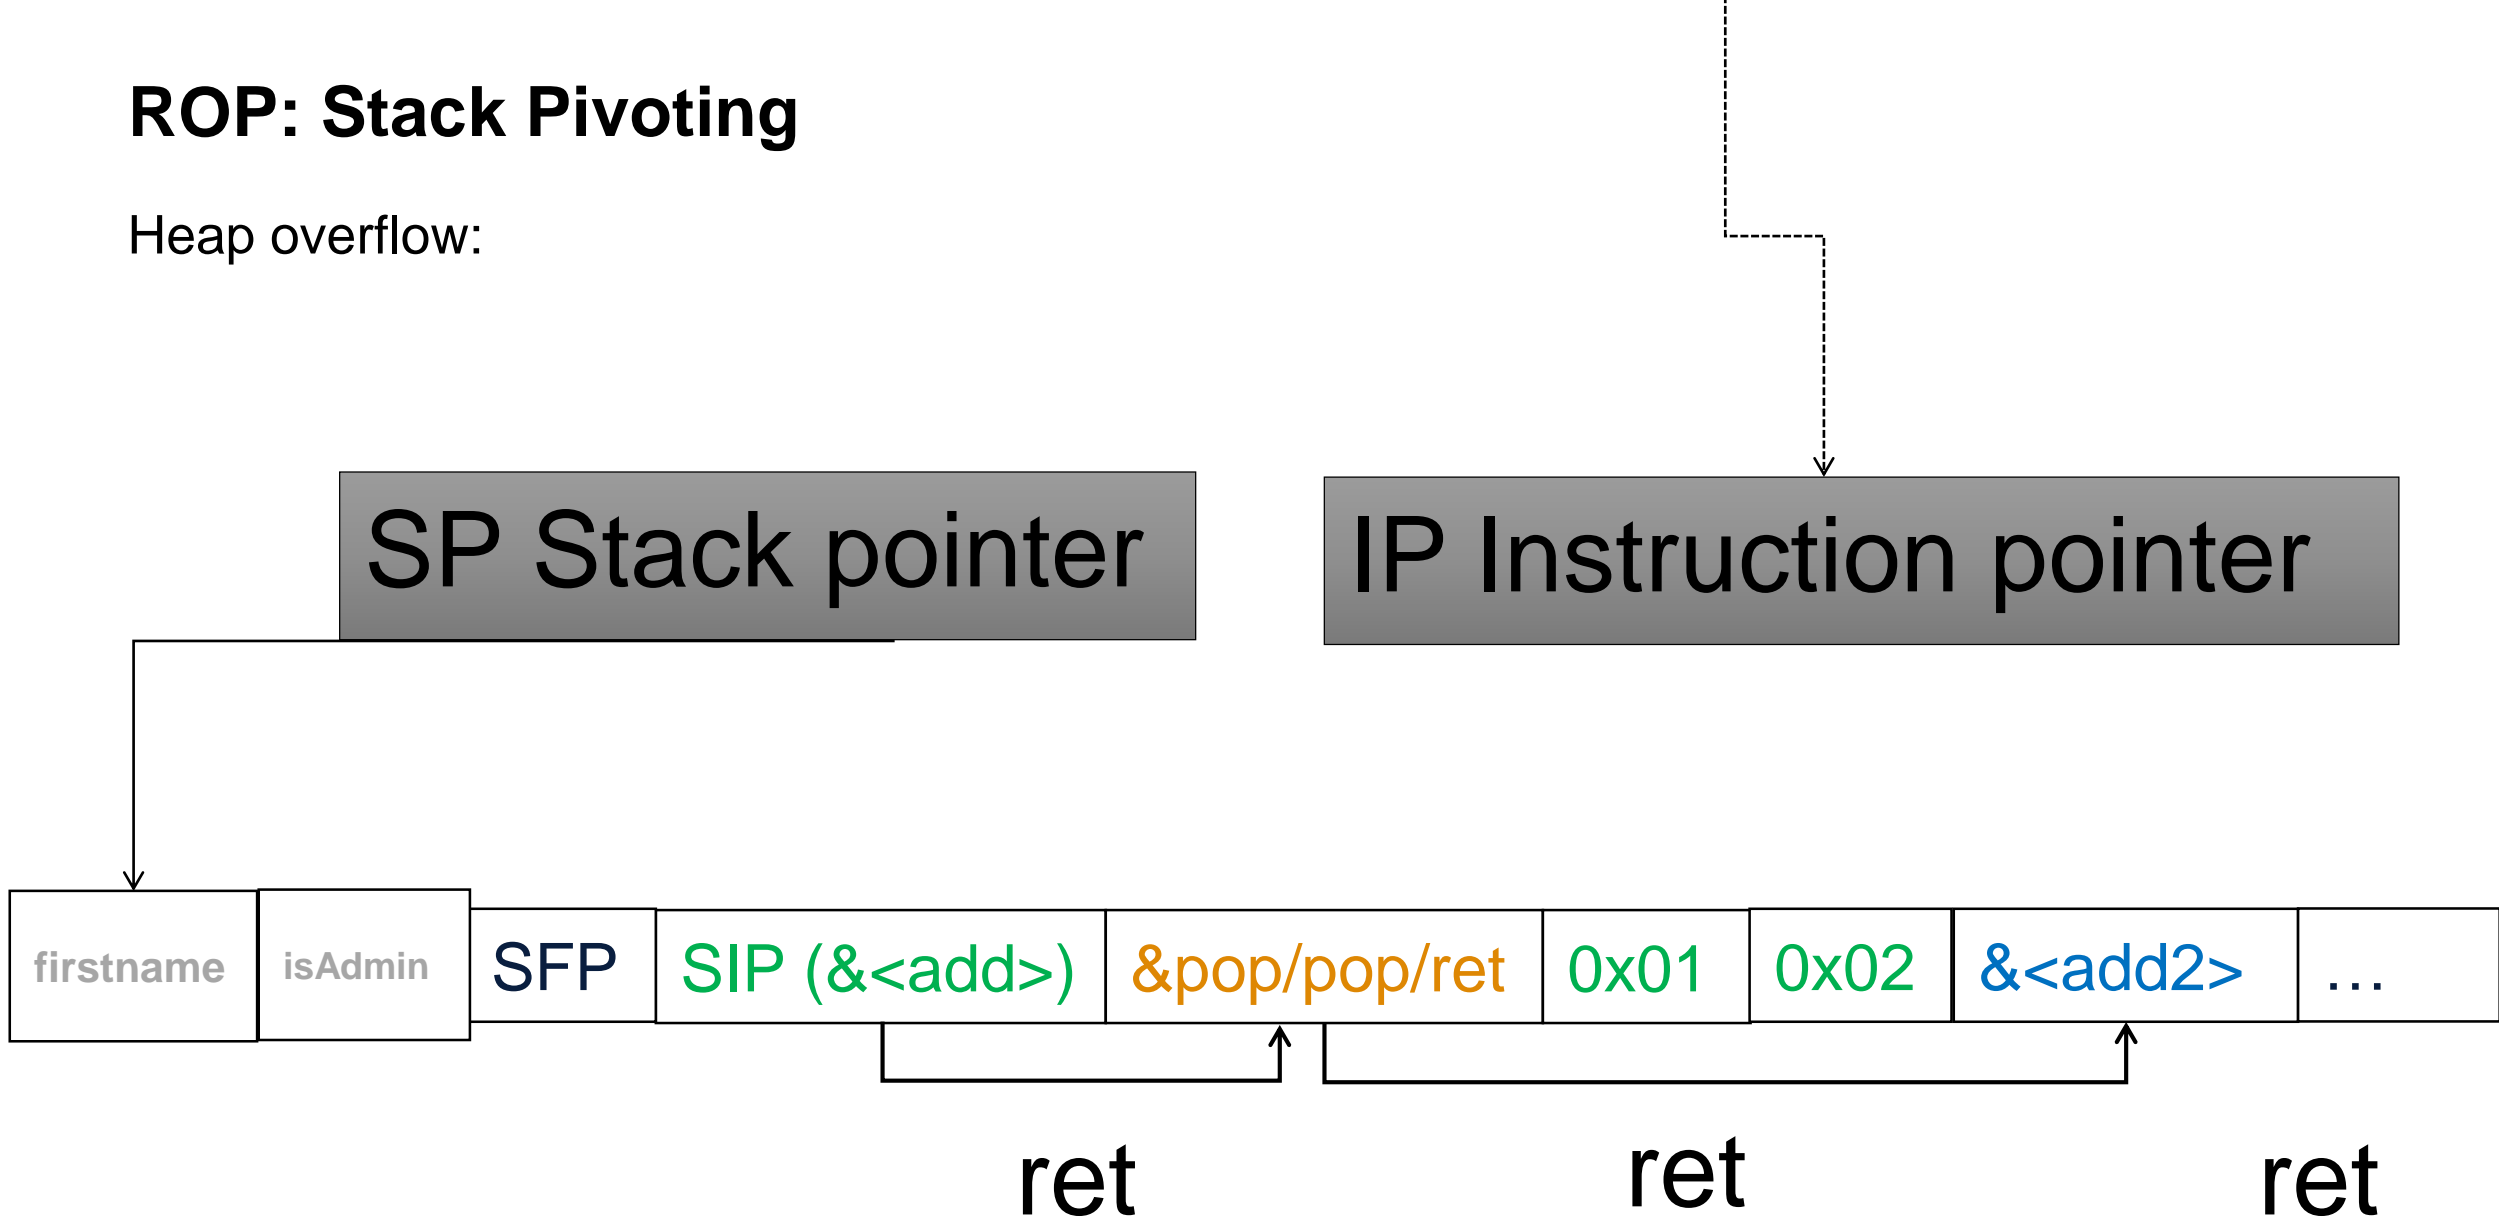 ROP: Stack Pivoting
Heap overflow:
SP Stack pointer
IP Instruction pointer
firstname
isAdmin
SFP
SIP (&<add>)
&pop/pop/ret
0x01
0x02
&<add2>
...
ret
ret
ret